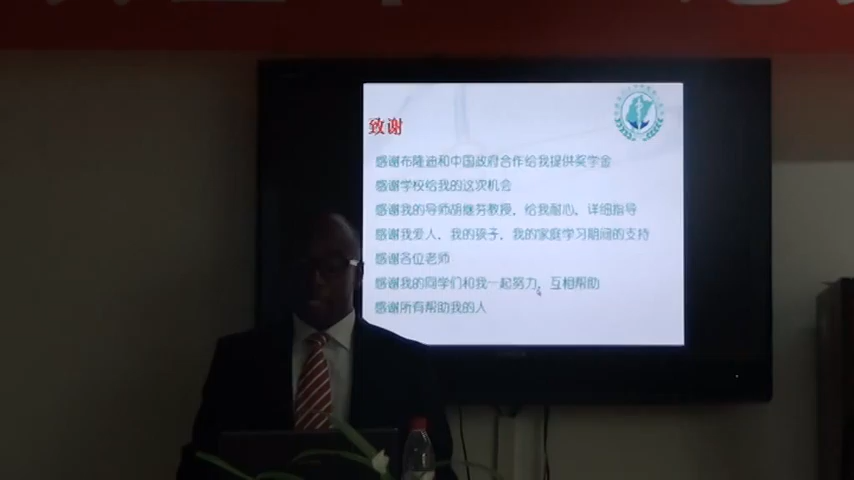 致谢
感谢布隆迪和中国政府合作给我提供奖学金
感谢学校给我的这次机会
感谢我的导师胡继芬教授，给我耐心、详细指导
感谢我爱人、我的孩子、我的家庭学习期间的支持
感谢各位老师
感谢我的同学们和我一起努力，互相帮助
感谢所有帮助我的人